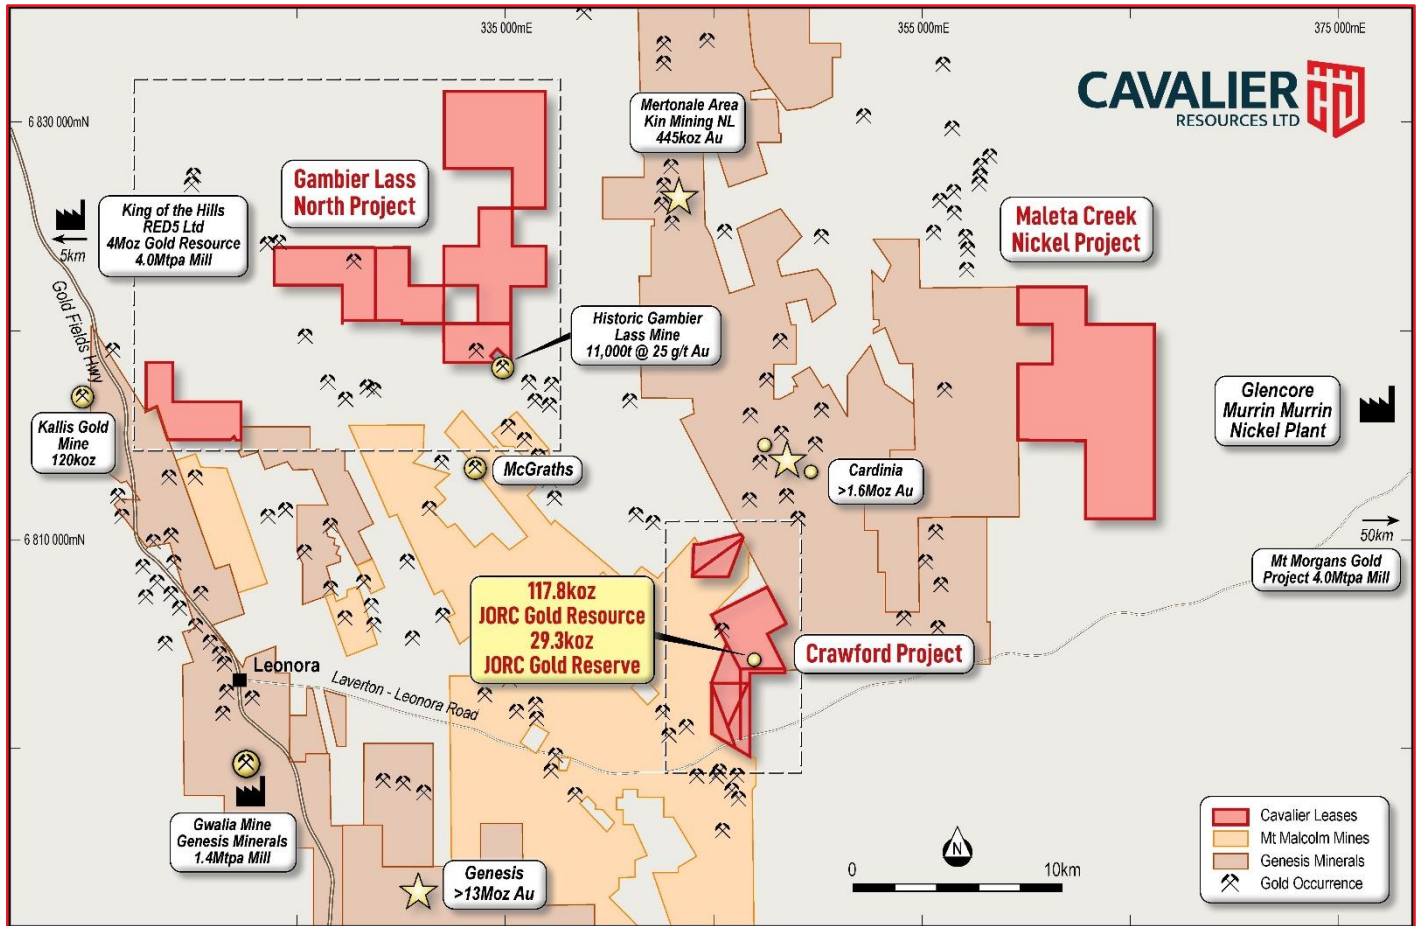 335 000mE
355 000mE
375 000mE
6 830 000mN
6 810 000mN
CAVALIER
RESOURCES LTD
Mertonale Area
Kin Mining NL
445koz Au
Gambier Lass
North Project
King of the Hills
RED5 Ltd
4Moz Gold Resource
4.0Mtpa Mill
5km
Gold Fields Hwy
Maleta Creek
Nickel Project
Historic Gambier
Lass Mine
11,000t @ 25 g/t Au
Glencore
Murrin Murrin
Nickel Plant
Kallis Gold
Mine
120koz
McGraths
Cardinia
>1.6Moz Au
50km
Mt Morgans Gold
Project 4.0Mtpa Mill
117.8koz
JORC Gold Resource
29.3koz
JORC Gold Reserve
Crawford Project
Leonora
Laverton - Leonora Road
Gwalia Mine
Genesis Minerals
1.4Mtpa Mill
Genesis
>13Moz Au
N
0
10km
Cavalier Leases
Mt Malcolm Mines
Genesis Minerals
Gold Occurrence